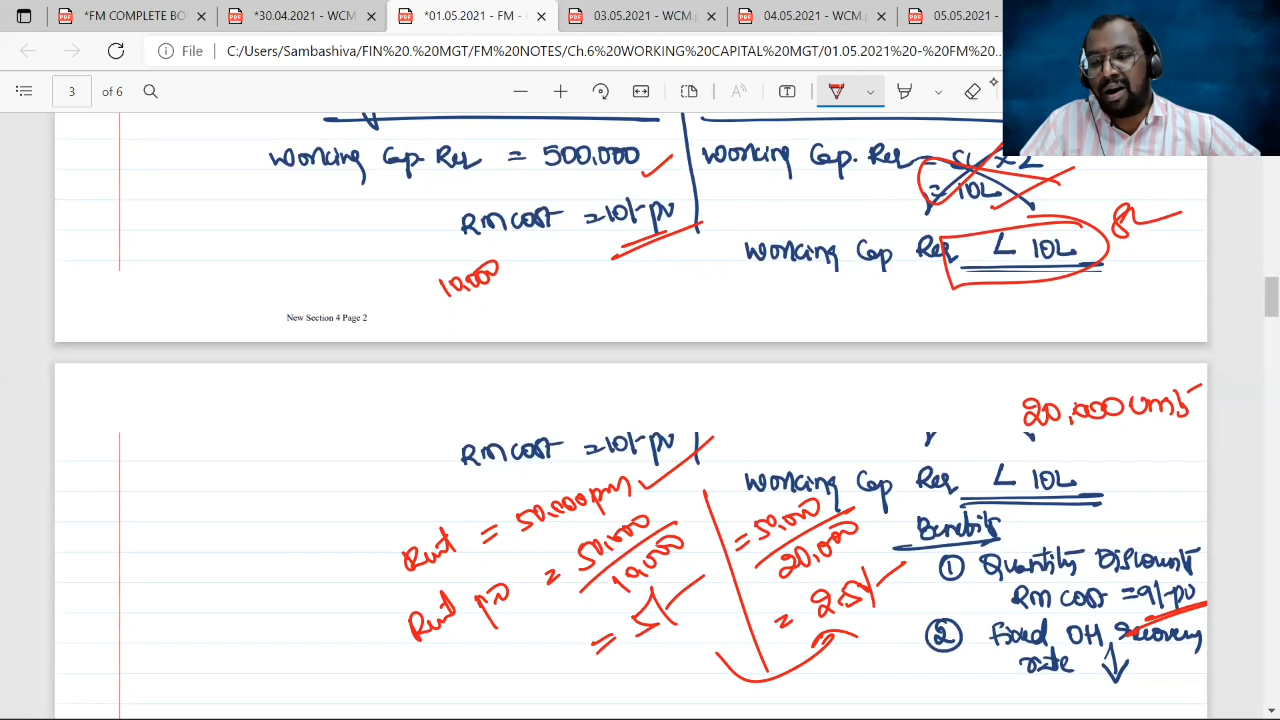 *FM COMPLETE BO
*30.04 - WCM
*01.05.2021 - FM -
03.05.2021 - WCM
04.05.2021 - WCM
05.05.2021 -
File C:/Users/Sambashiva/FIN%20.%20MGT/FM%20NOTES/Ch.6%20WORKING%20CAPITAL%20MGT/01.05.2021%20-%20FM%20...
3 of 6
Working Cap. Req = 500,000
RM cost = 10/- pu
10,000
Working Cap. Req = 5L x 2
= 10L
Working Cap Req < 10L
8L
New Section 4 Page 2
20,000 units
RM cost = 10/- pu
Rent = 50,000 pm
Rent pu = 50,000
10,000
= 5/-
= 50,000
20,000
= 2.5/-
Working Cap Req < 10L
Benefits
① Quantity Discount
RM cost = 9/- pu
② Fixed OH recovery
rate ↓